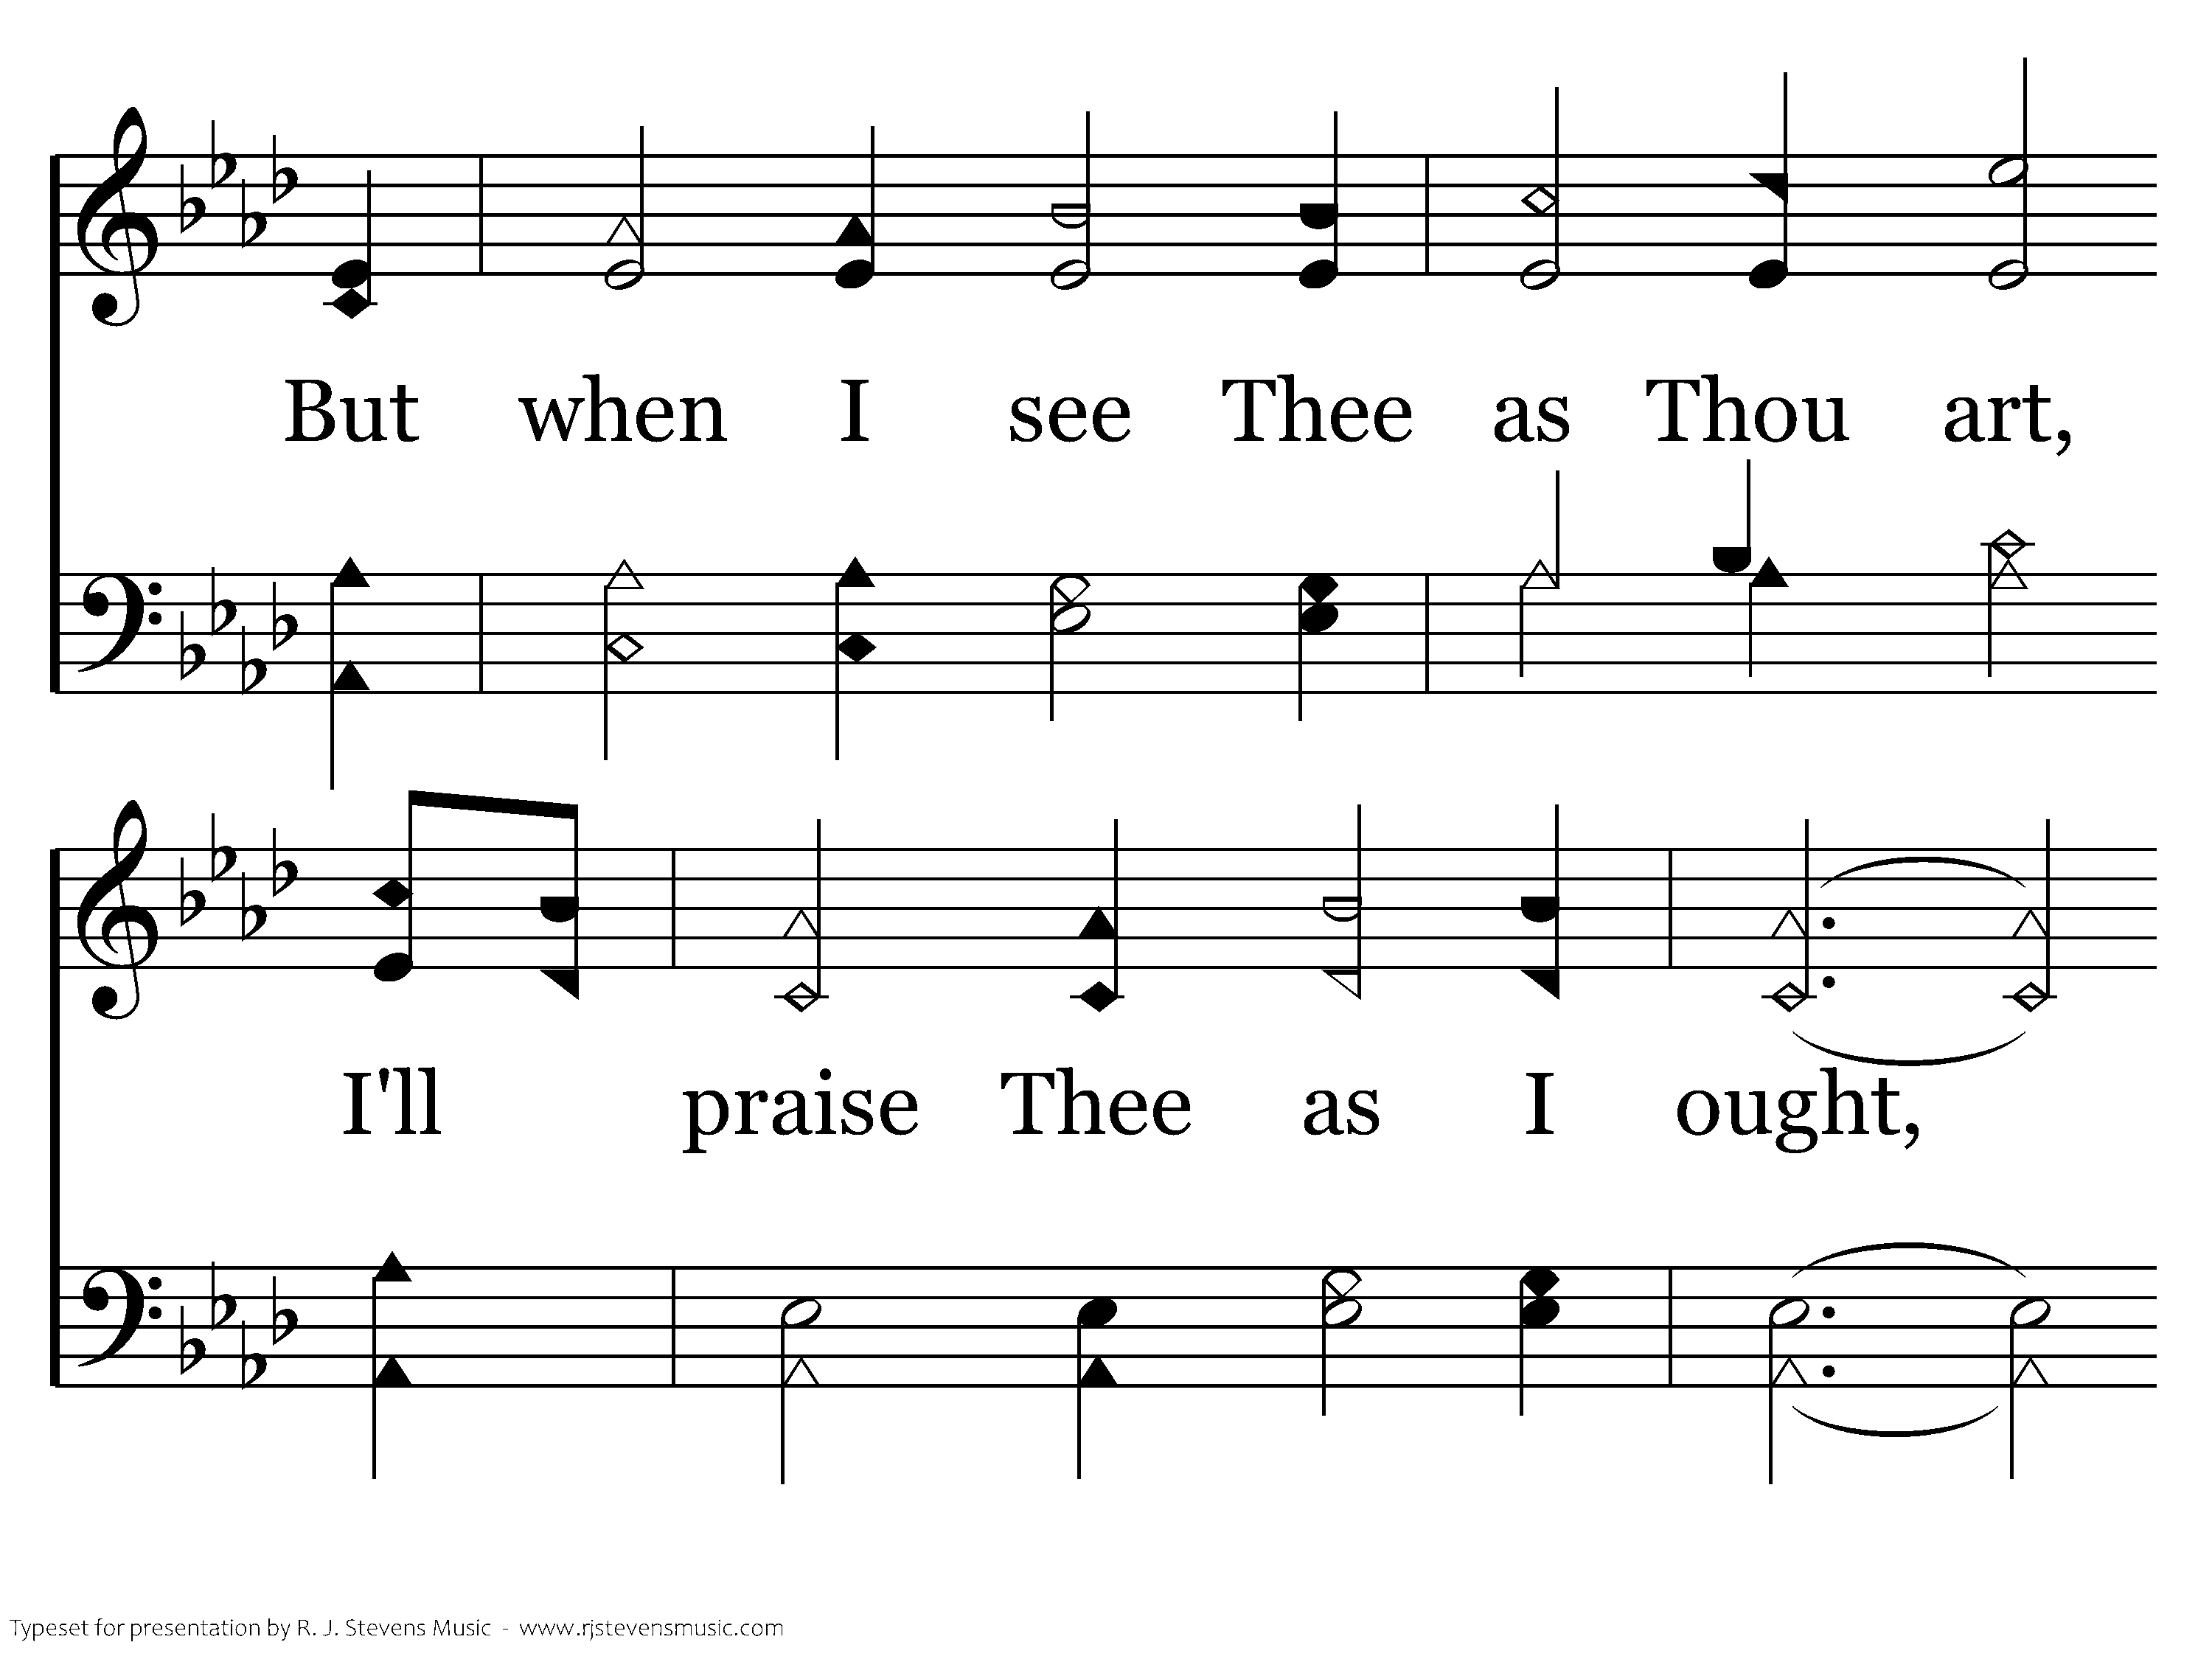 But when I see Thee as Thou art,
I'll praise Thee as I ought,
Typeset for presentation by R. J. Stevens Music - www.rjstevensmusic.com